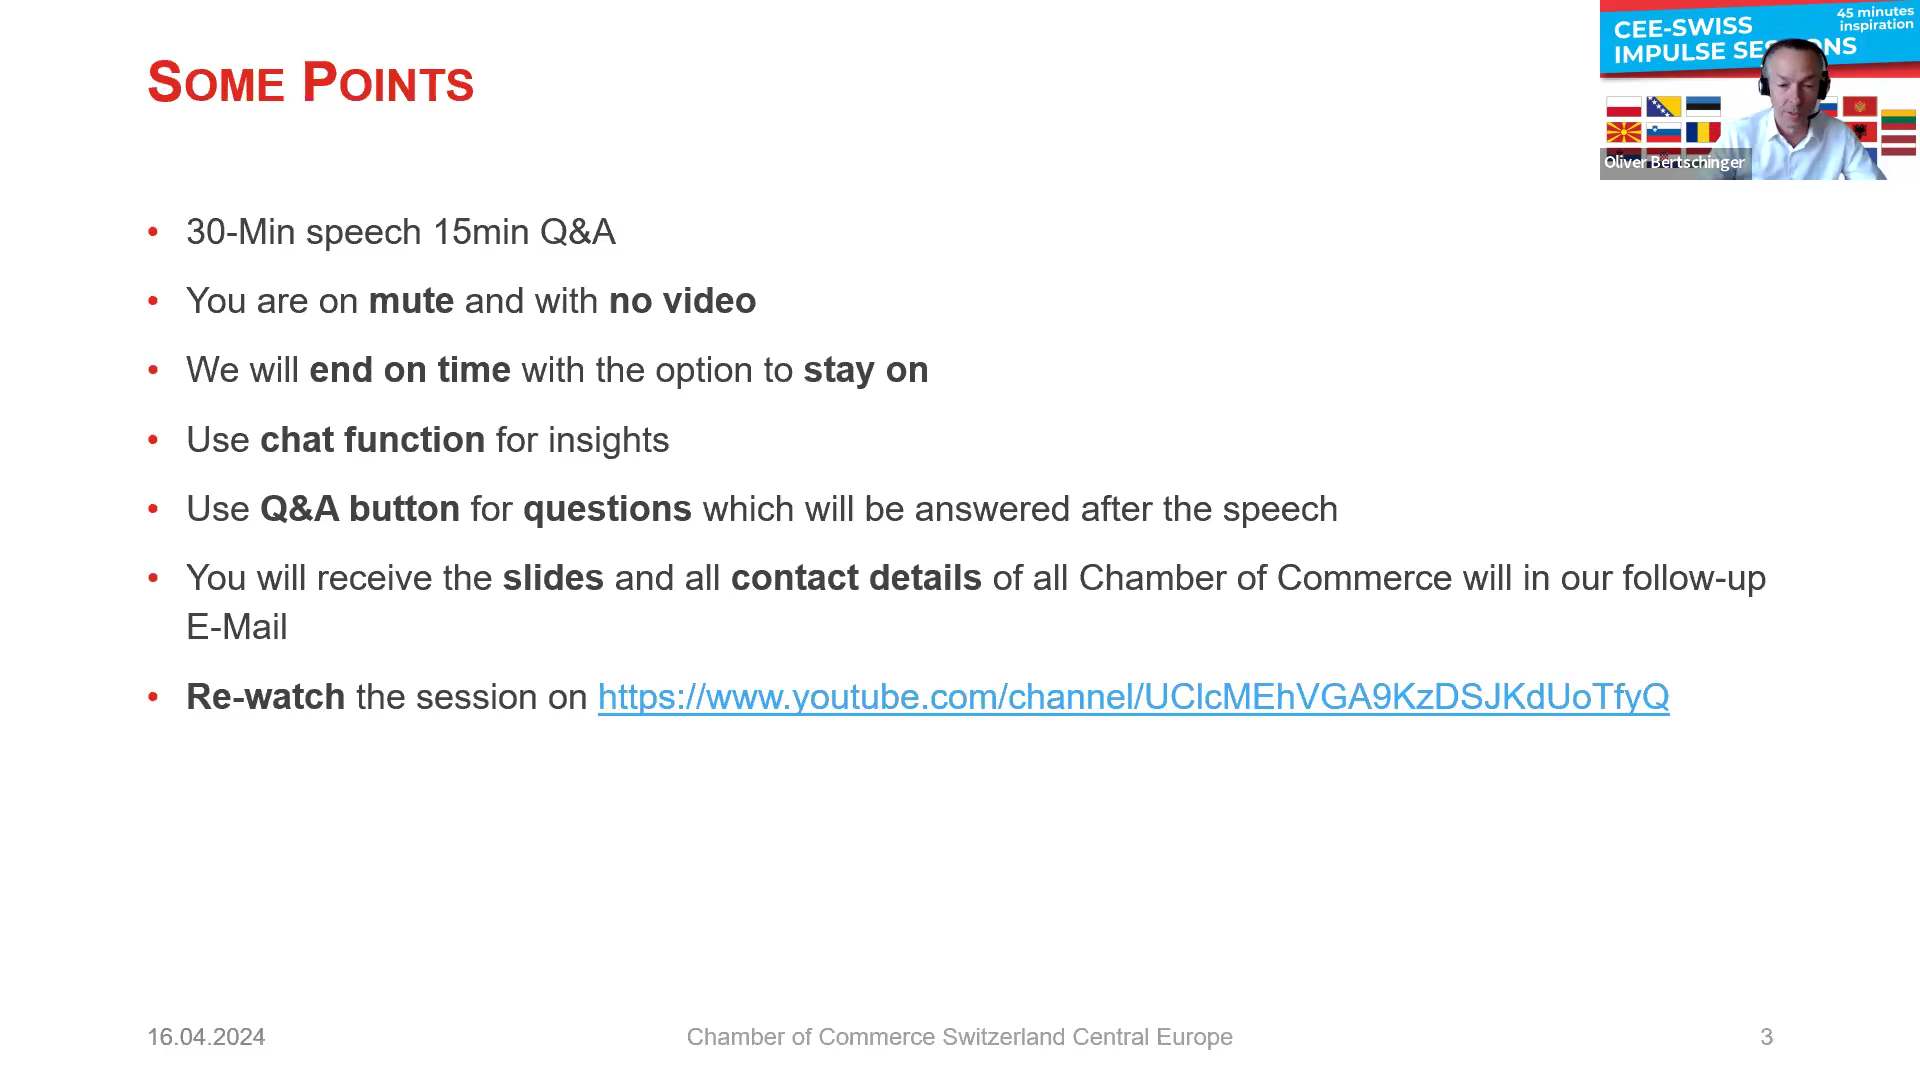 SOME POINTS
CEE-SWISS
IMPULSE SE
NS
45 minutes
inspiration
Oliver Bertschinger
• 30-Min speech 15min Q&A
• You are on mute and with no video
• We will end on time with the option to stay on
• Use chat function for insights
• Use Q&A button for questions which will be answered after the speech
• You will receive the slides and all contact details of all Chamber of Commerce will in our follow-up
E-Mail
• Re-watch the session on https://www.youtube.com/channel/UClcMEhVGA9KzDSJKdUoTfyQ
16.04.2024
Chamber of Commerce Switzerland Central Europe
3